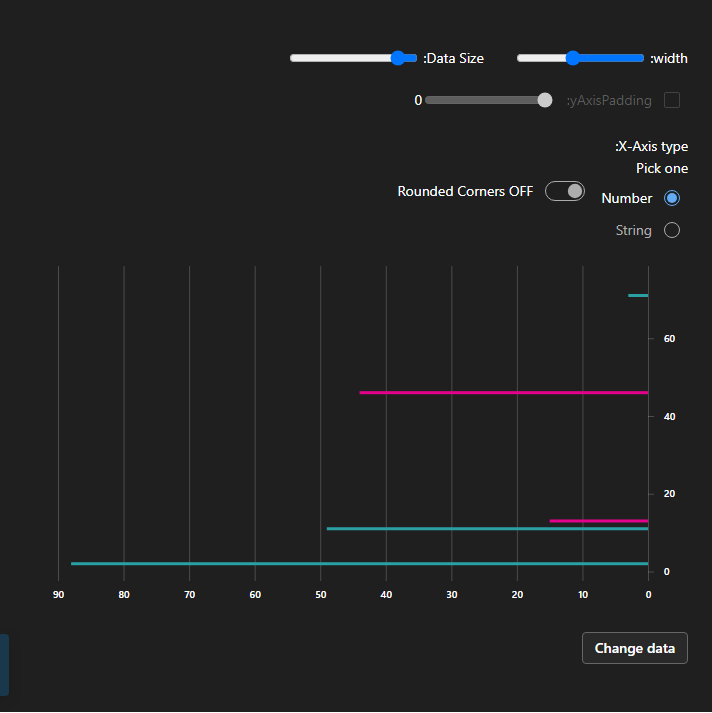 :width
:Data Size
:yAxisPadding
0
:X-Axis type
Pick one
Number
Rounded Corners OFF
String
60
40
20
0
90 80 70 60 50 40 30 20 10 0
Change data